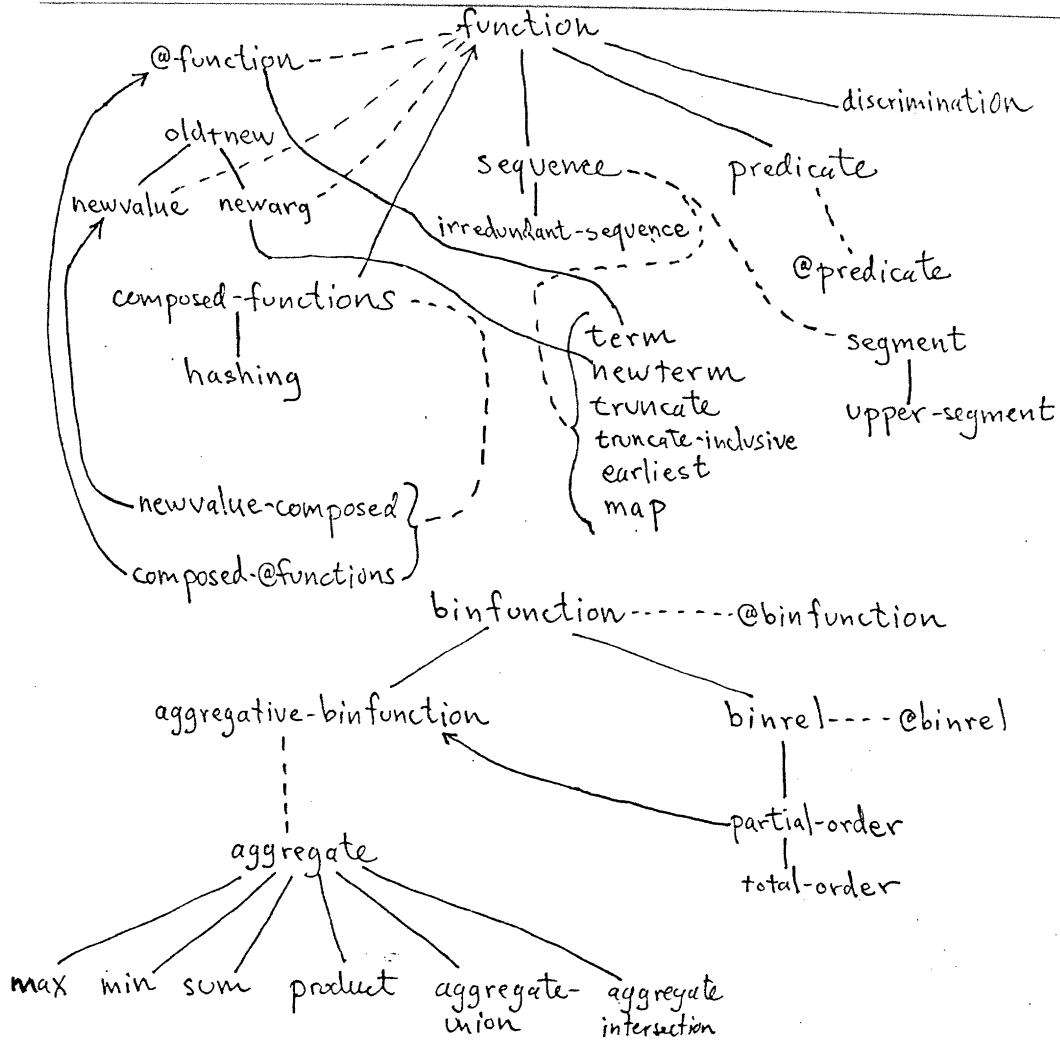 function
@function
discrimination
old+new
sequence
predicate
newvalue newarg
irredundant-sequence
@predicate
composed-functions
term
segment
hashing
newterm
truncate
upper-segment
truncate-inclusive
earliest
newvalue-composed
map
composed-@functions
binfunction @binfunction
aggregative-binfunction
binrel @binrel
partial-order
aggregate
total-order
max min sum product aggregate- aggregate
union intersection